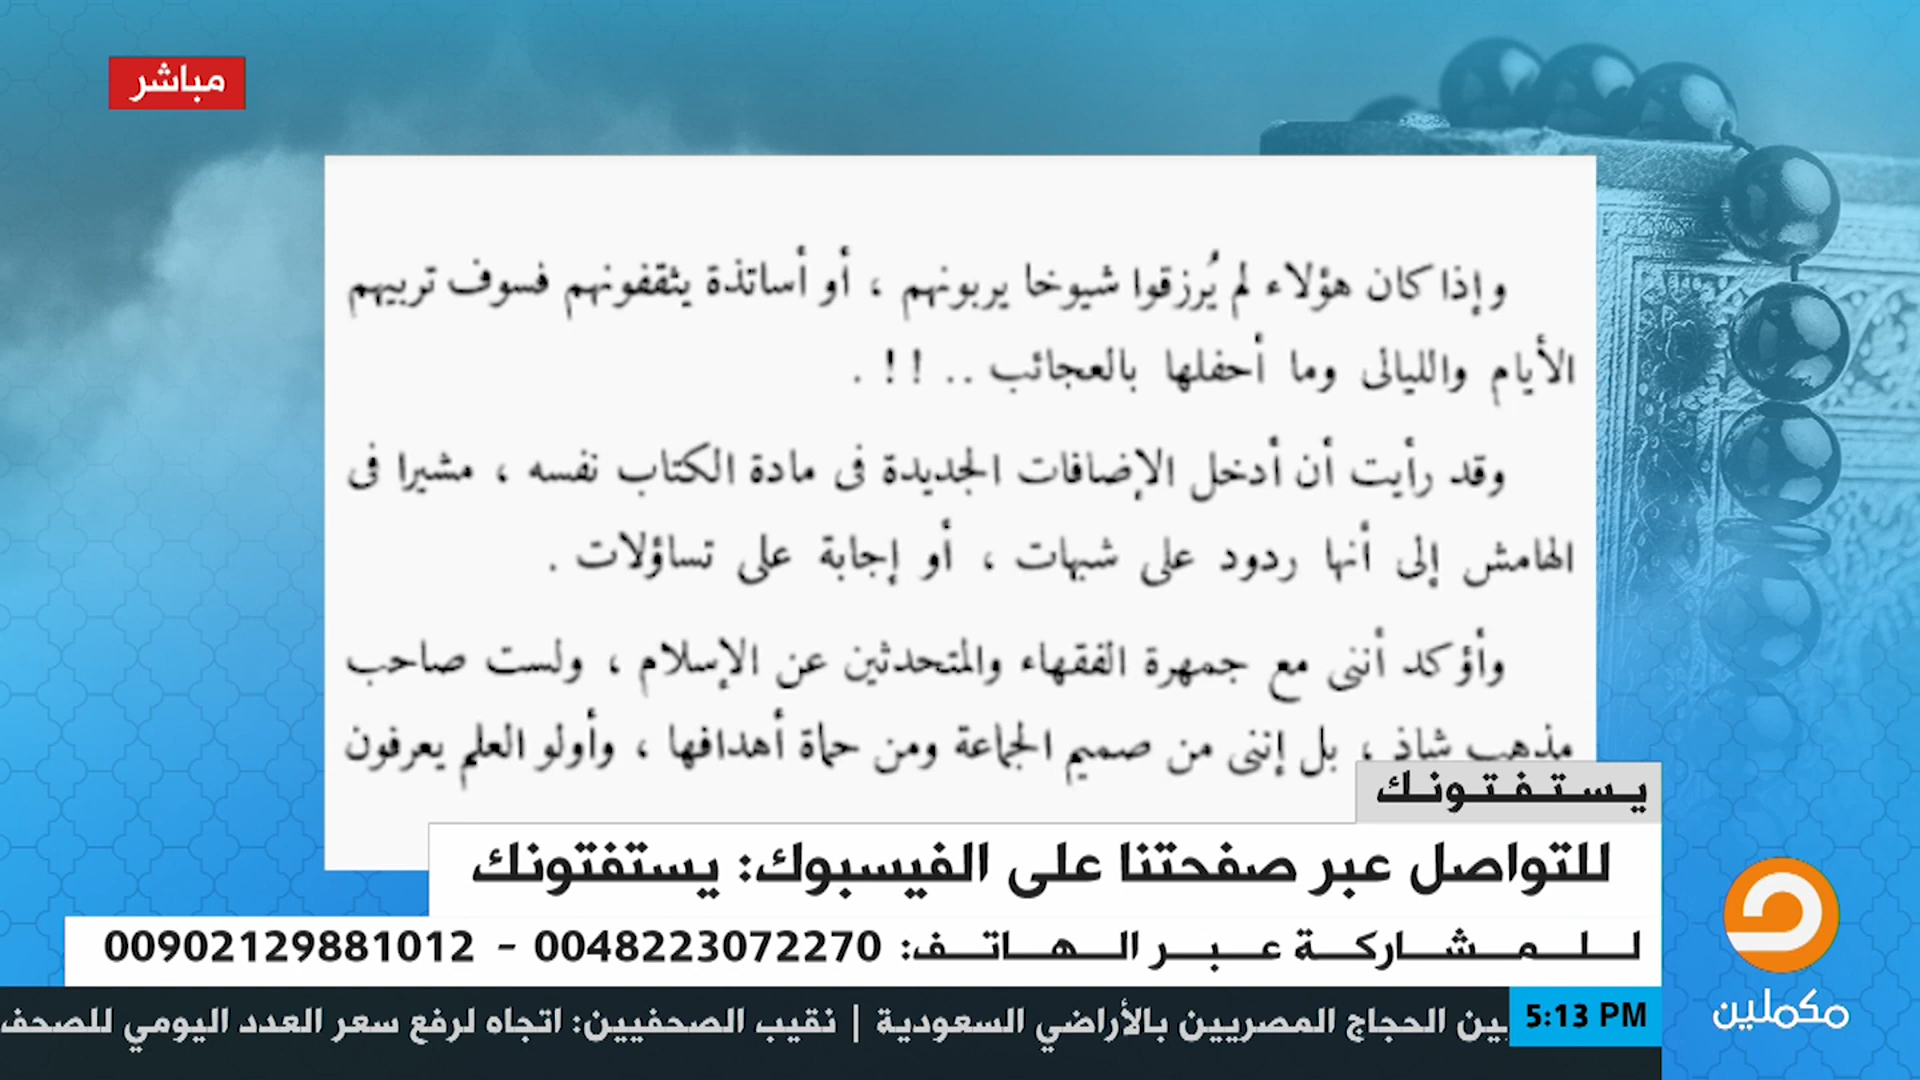 مباشر
وإذا كان هؤلاء لم يُرزقوا شيوخا يربونهم ، أو أساتذة يثقفونهم فسوف تربيهم
الأيام والليالى وما أحفلها بالعجائب .. ! ! .
وقد رأيت أن أدخل الإضافات الجديدة فى مادة الكتاب نفسه ، مشيرا فى
الهامش إلى أنها ردود على شبهات ، أو إجابة على تساؤلات .
وأؤكد أننى مع جمهرة الفقهاء والمتحدثين عن الإسلام ، ولست صاحب
مذهب شاذ ، بل إننى من صميم الجماعة ومن حماة أهدافها ، وأولو العلم يعرفون
يـسـتـفـتـونـك
للتواصل عبر صفحتنا على الفيسبوك: يستفتونك
للمشاركة عبر الهاتف: 0048223072270 - 00902129881012
5:13 PM
ين الحجاج المصريين بالأراضي السعودية | نقيب الصحفيين: اتجاه لرفع سعر العدد اليومي للصحف
مكملين